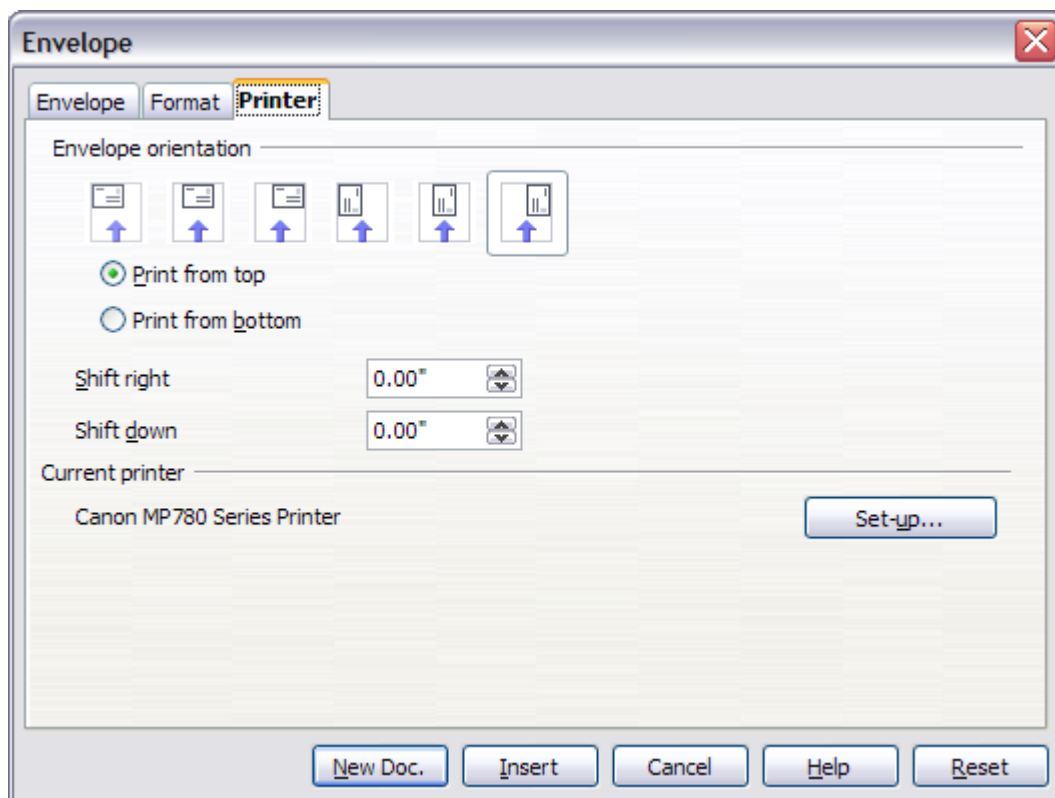 Envelope
Envelope Format Printer
Envelope orientation
Print from top
Print from bottom
Shift right 0.00"
Shift down 0.00"
Current printer
Canon MP780 Series Printer Set-up...
New Doc. Insert Cancel Help Reset